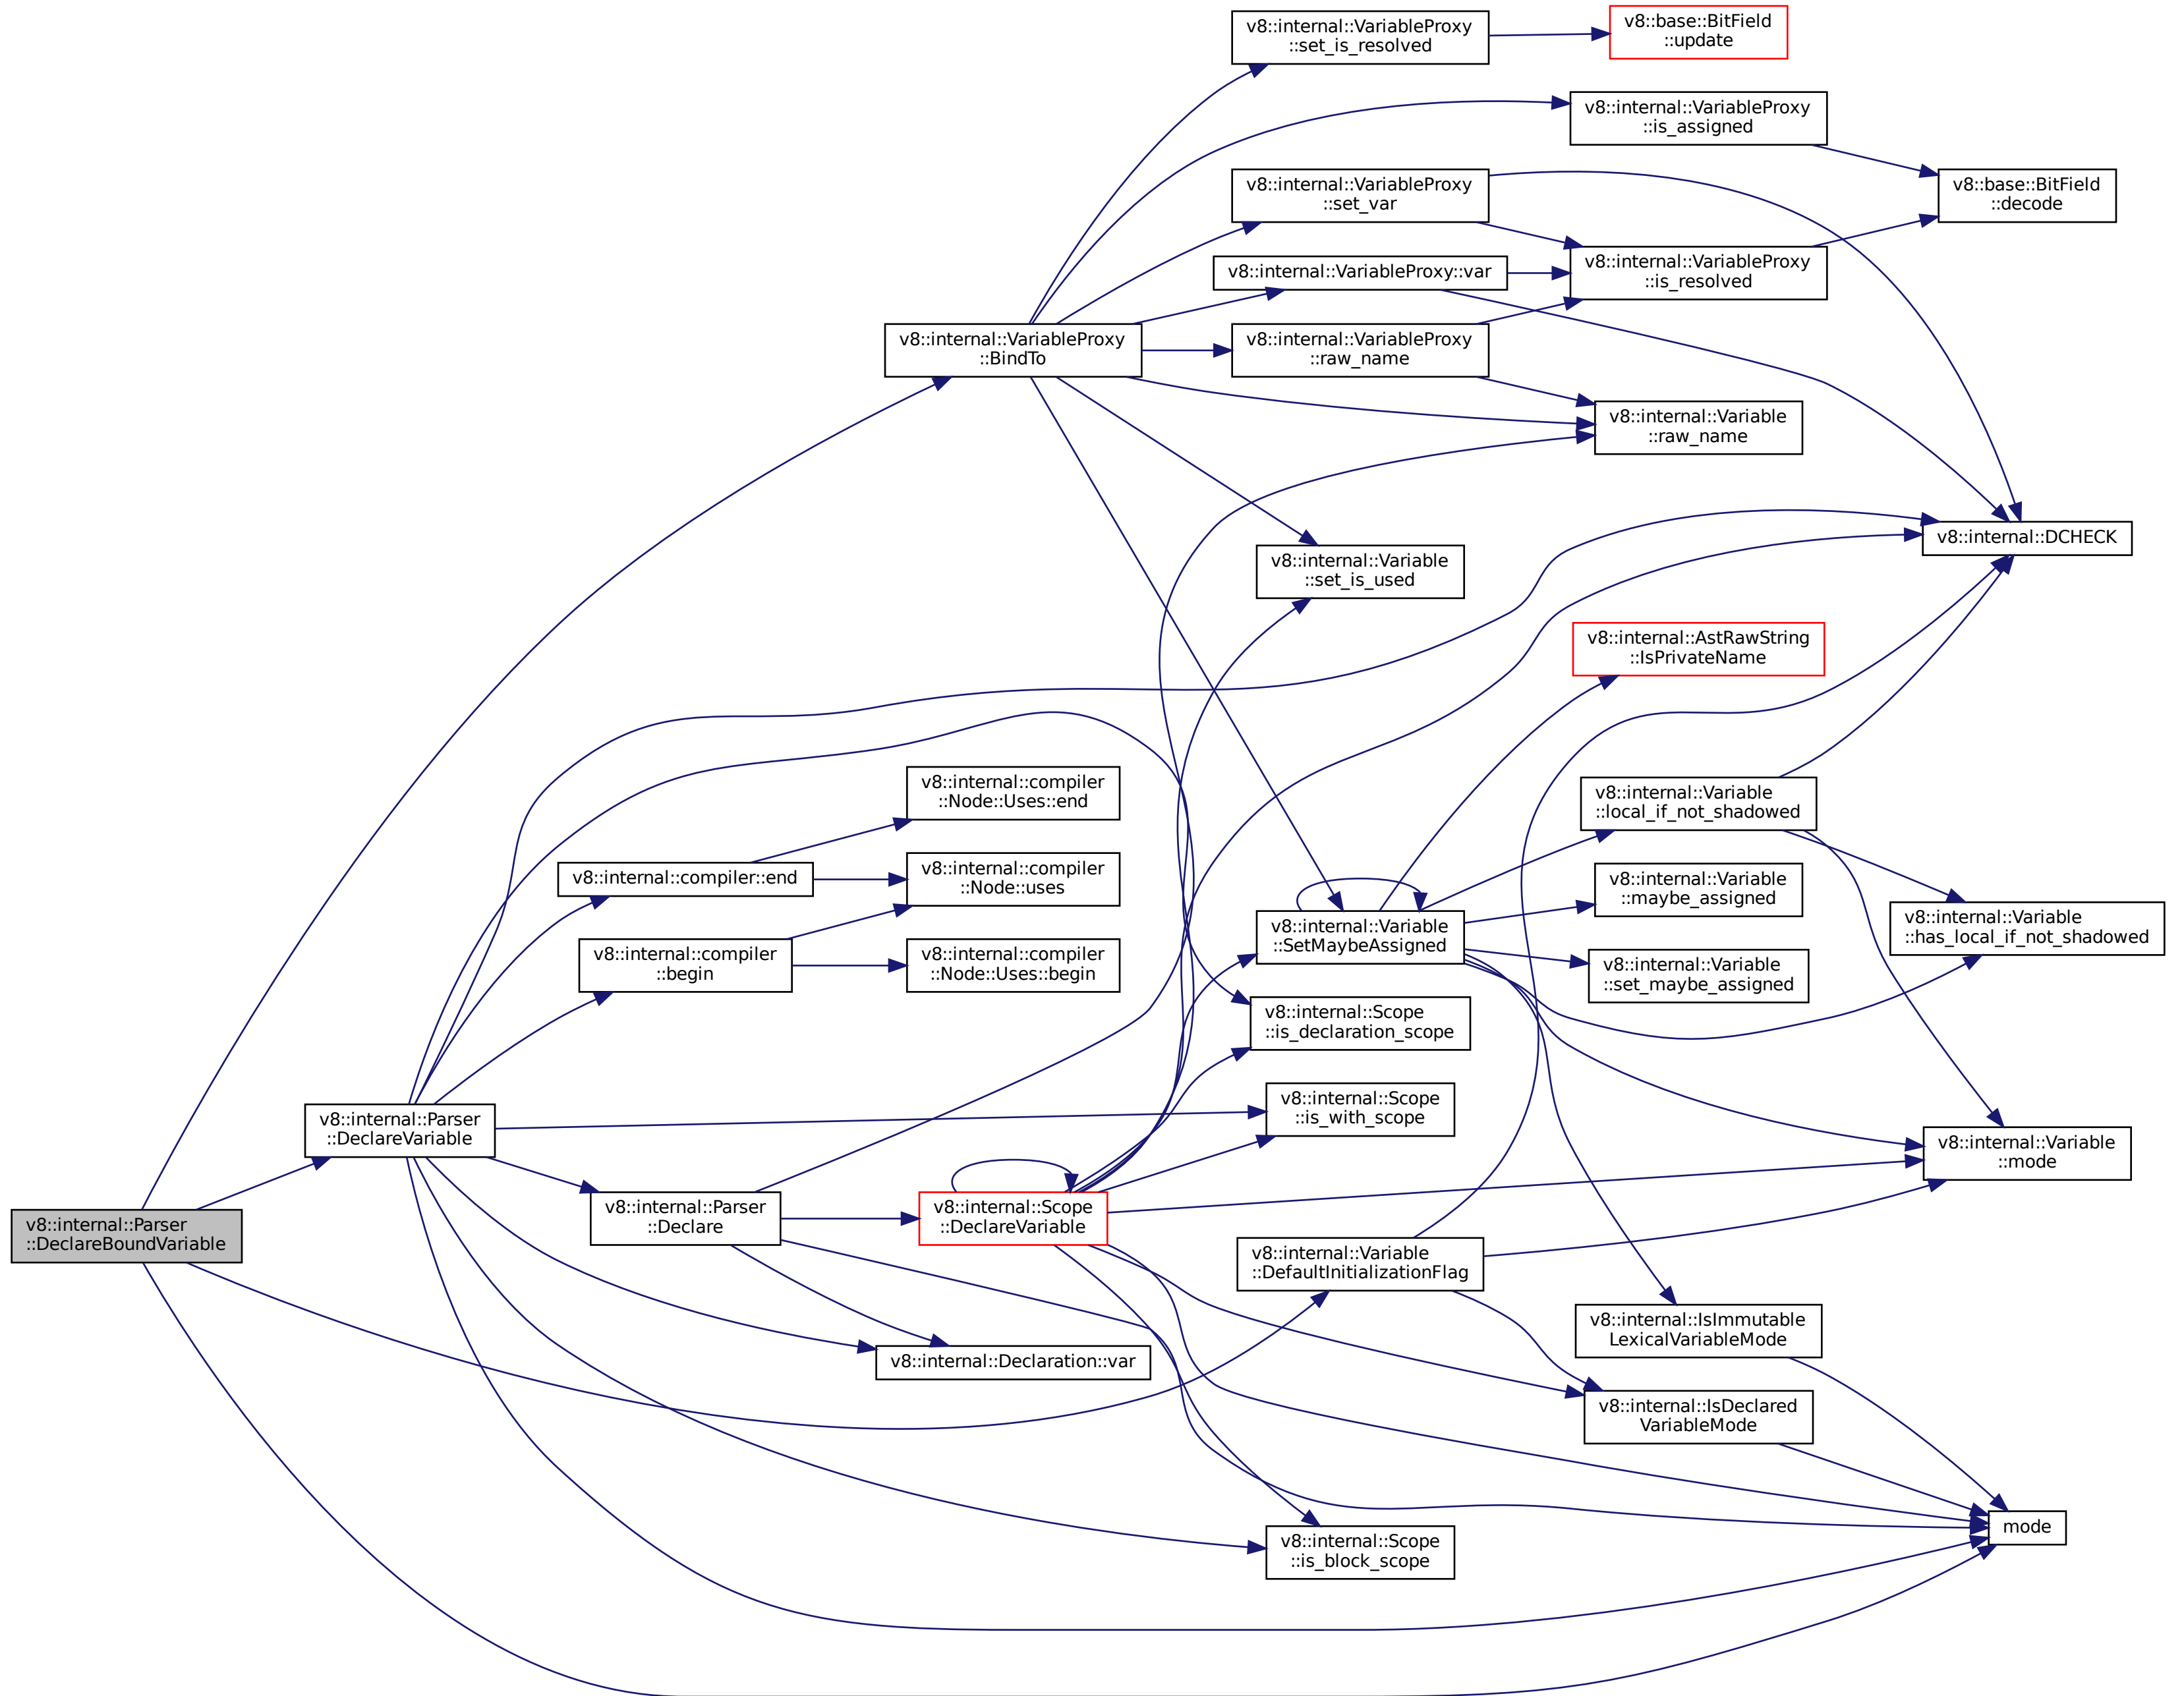 v8::internal::VariableProxy
::set_is_resolved
v8::base::BitField
::update
v8::internal::VariableProxy
::is_assigned
v8::internal::VariableProxy
::set_var
v8::base::BitField
::decode
v8::internal::VariableProxy::var
v8::internal::VariableProxy
::is_resolved
v8::internal::VariableProxy
::BindTo
v8::internal::VariableProxy
::raw_name
v8::internal::Variable
::raw_name
v8::internal::DCHECK
v8::internal::Variable
::set_is_used
v8::internal::AstRawString
::IsPrivateName
v8::internal::compiler
::Node::Uses::end
v8::internal::Variable
::local_if_not_shadowed
v8::internal::compiler::end
v8::internal::compiler
::Node::uses
v8::internal::Variable
::maybe_assigned
v8::internal::Variable
::SetMaybeAssigned
v8::internal::Variable
::has_local_if_not_shadowed
v8::internal::compiler
::begin
v8::internal::compiler
::Node::Uses::begin
v8::internal::Variable
::set_maybe_assigned
v8::internal::Scope
::is_declaration_scope
v8::internal::Parser
::DeclareVariable
v8::internal::Scope
::is_with_scope
v8::internal::Variable
::mode
v8::internal::Parser
::DeclareBoundVariable
v8::internal::Parser
::Declare
v8::internal::Scope
::DeclareVariable
v8::internal::Variable
::DefaultInitializationFlag
v8::internal::IsImmutable
LexicalVariableMode
v8::internal::Declaration::var
v8::internal::IsDeclared
VariableMode
v8::internal::Scope
::is_block_scope
mode